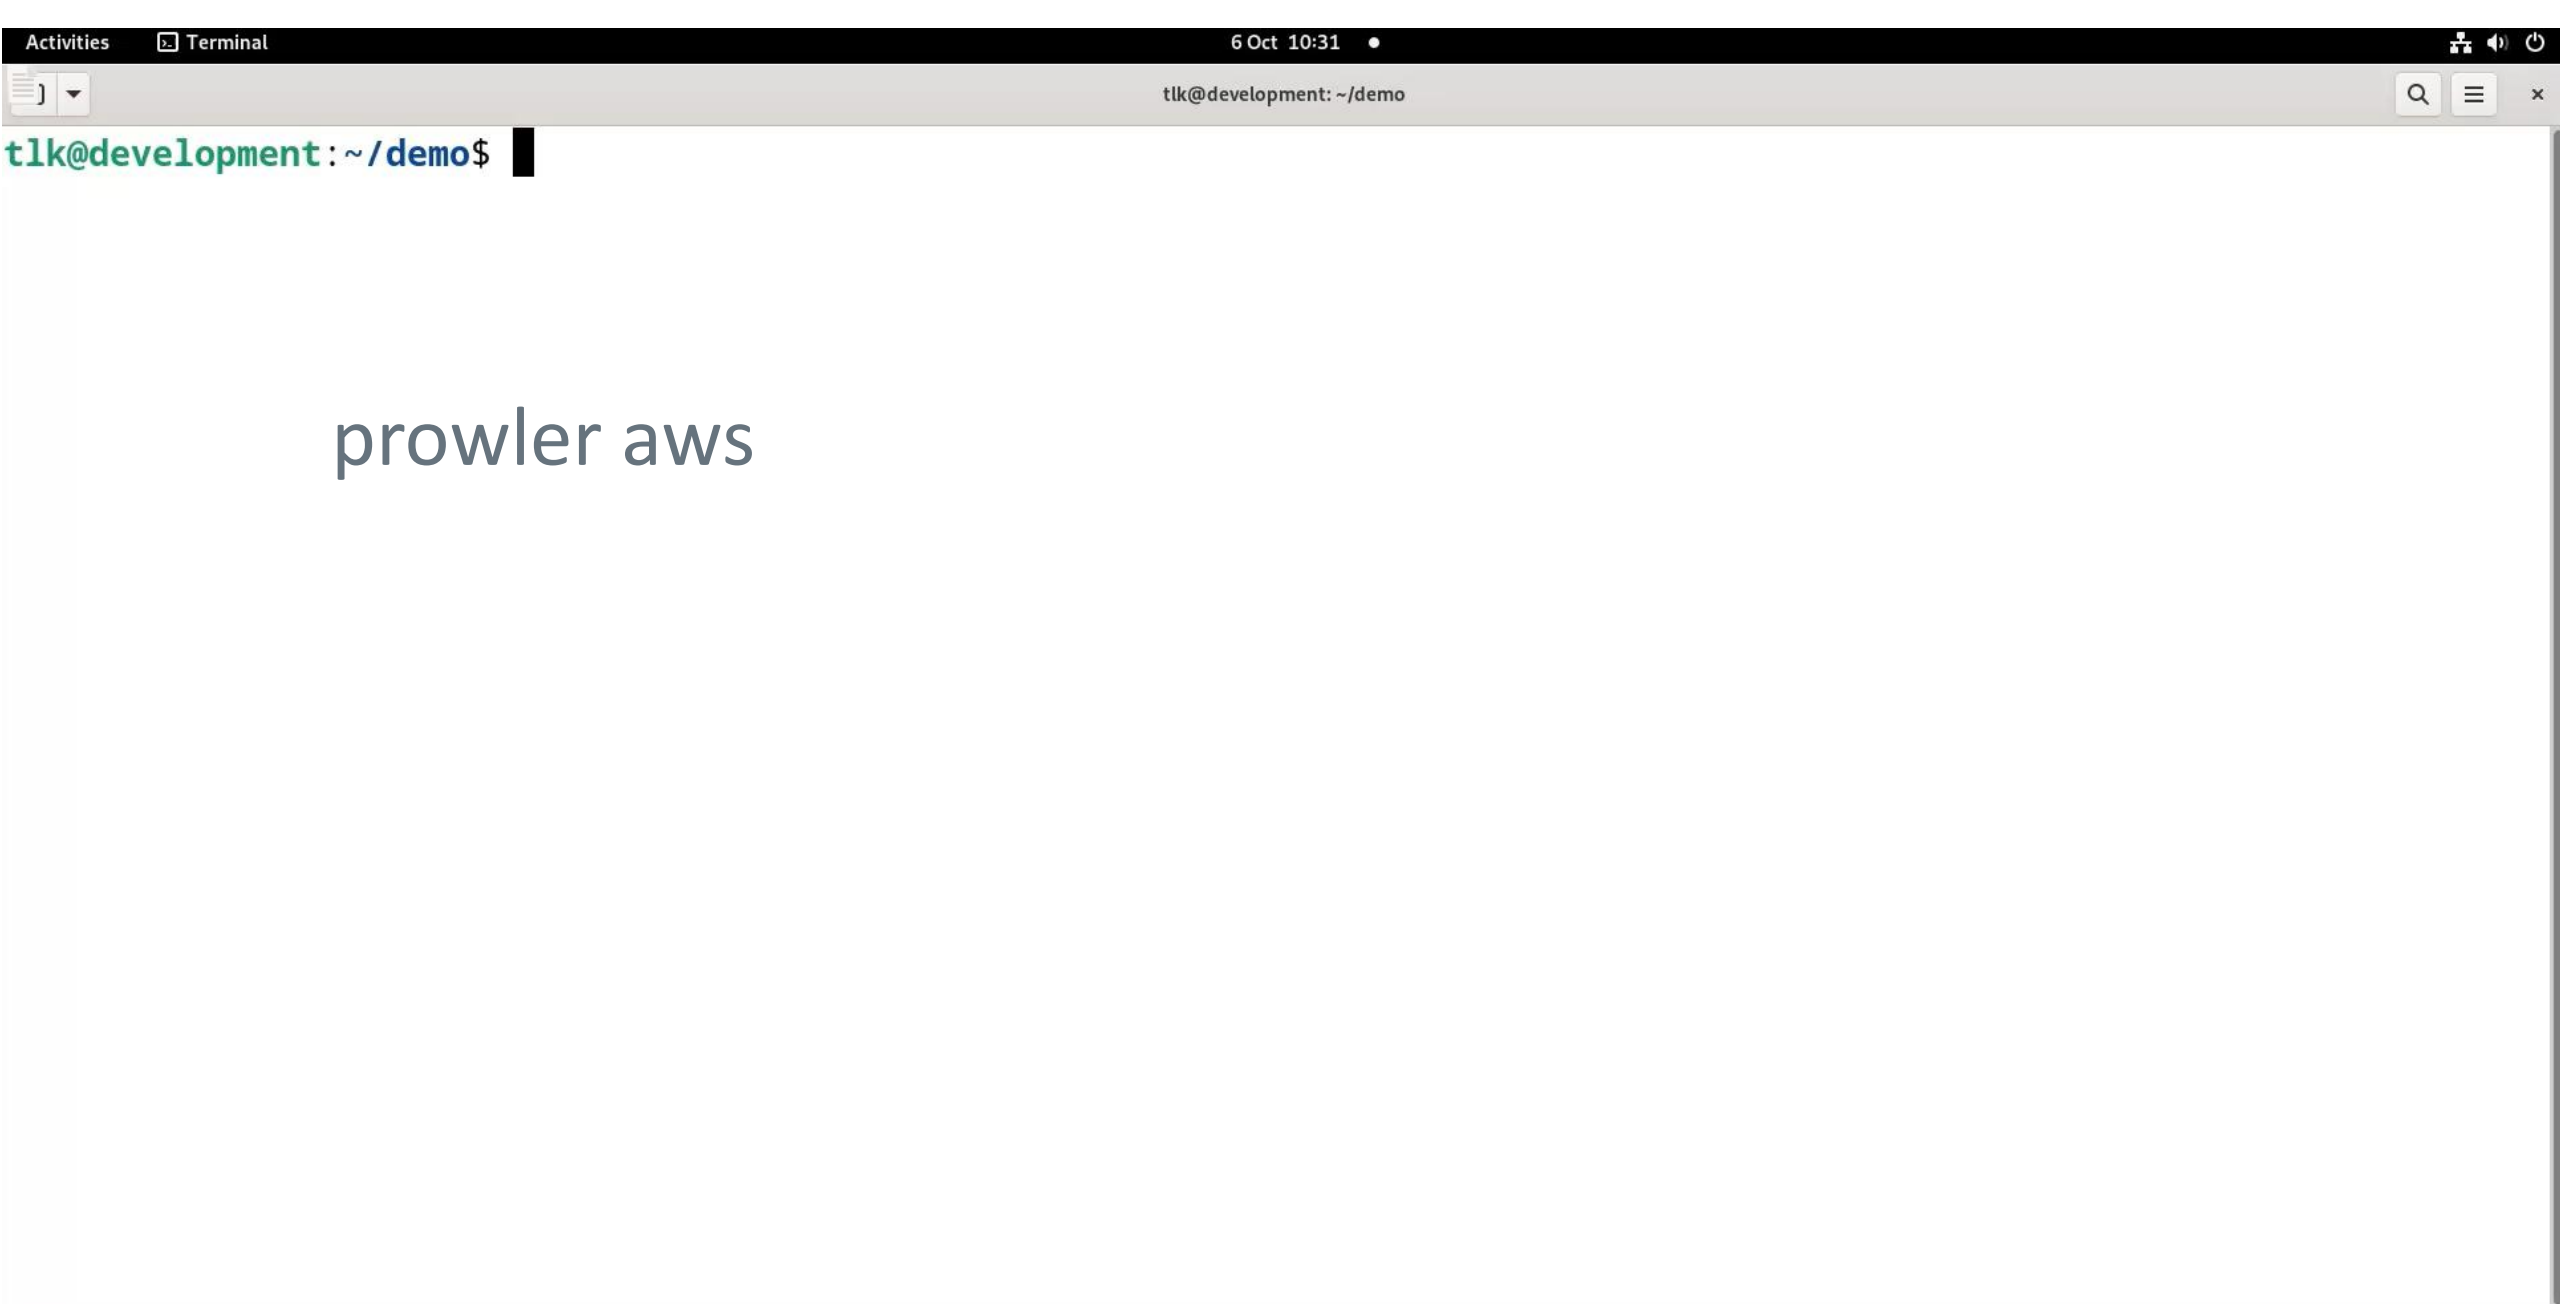 Activities Terminal 6 Oct 10:31
tlk@development: ~/demo
tlk@development:~/demo$
prowler aws